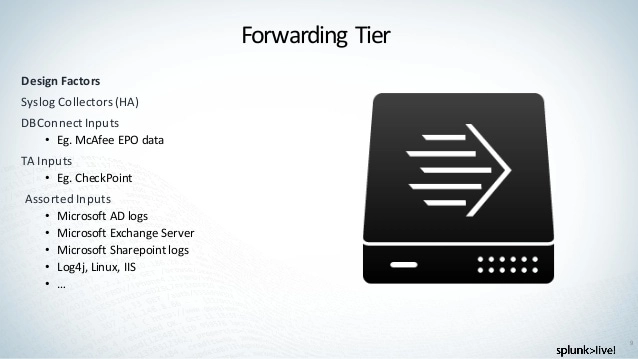 Forwarding Tier
Design Factors
Syslog Collectors (HA)
DBConnect Inputs
• Eg. McAfee EPO data
TA Inputs
• Eg. CheckPoint
Assorted Inputs
• Microsoft AD logs
• Microsoft Exchange Server
• Microsoft Sharepoint logs
• Log4j, Linux, IIS
• ...
splunk>live!